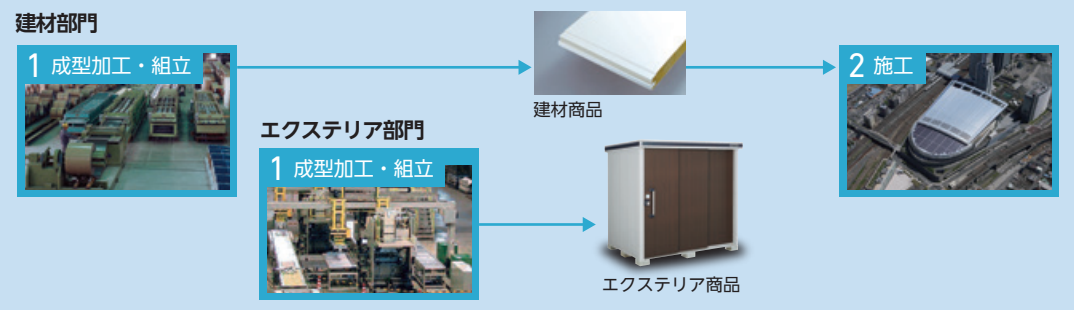 建材部門
1 成型加工・組立
建材商品
2 施工
エクステリア部門
1 成型加工・組立
エクステリア商品